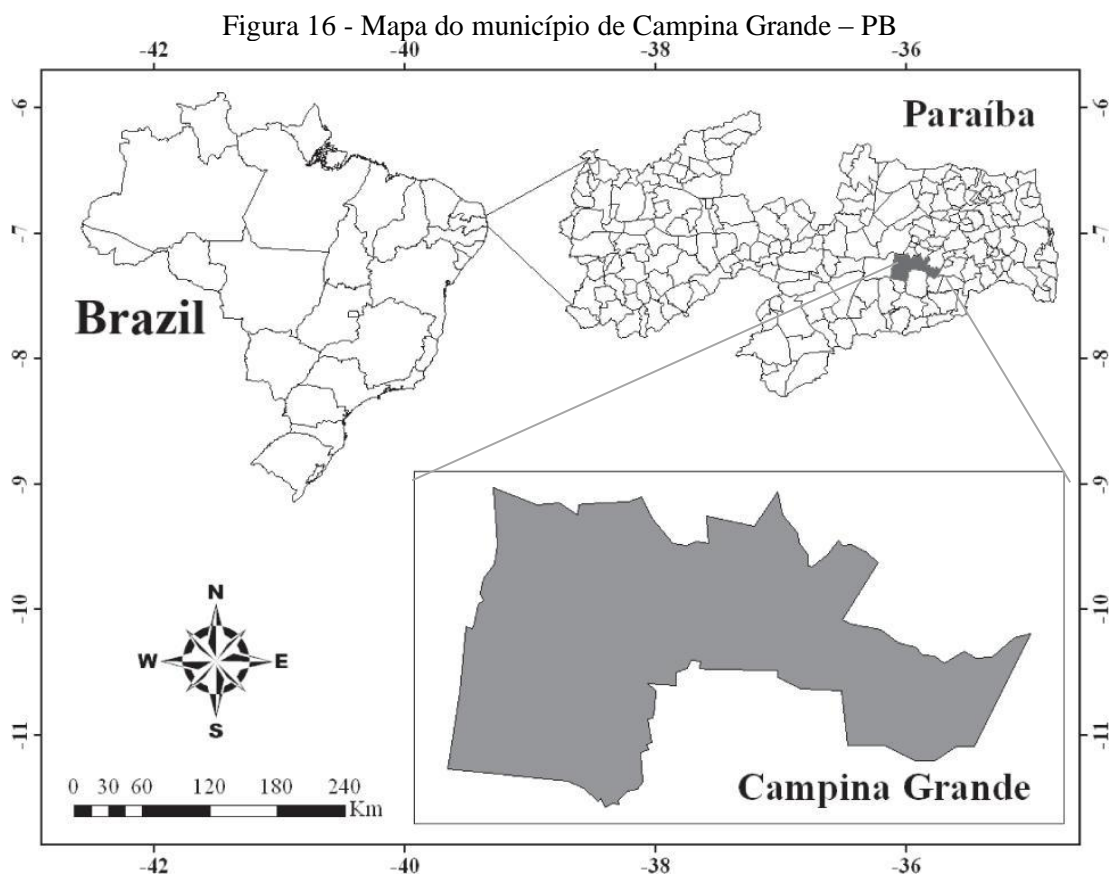 Figura 16 - Mapa do município de Campina Grande – PB
-42 -40 -38 -36
-6 -6
Paraíba
-7 -7
Brazil
-8 -8
-9 -9
-10 -10
N
W E
S
-11 -11
0 30 60 120 180 240
Km
Campina Grande
-42 -40 -38 -36